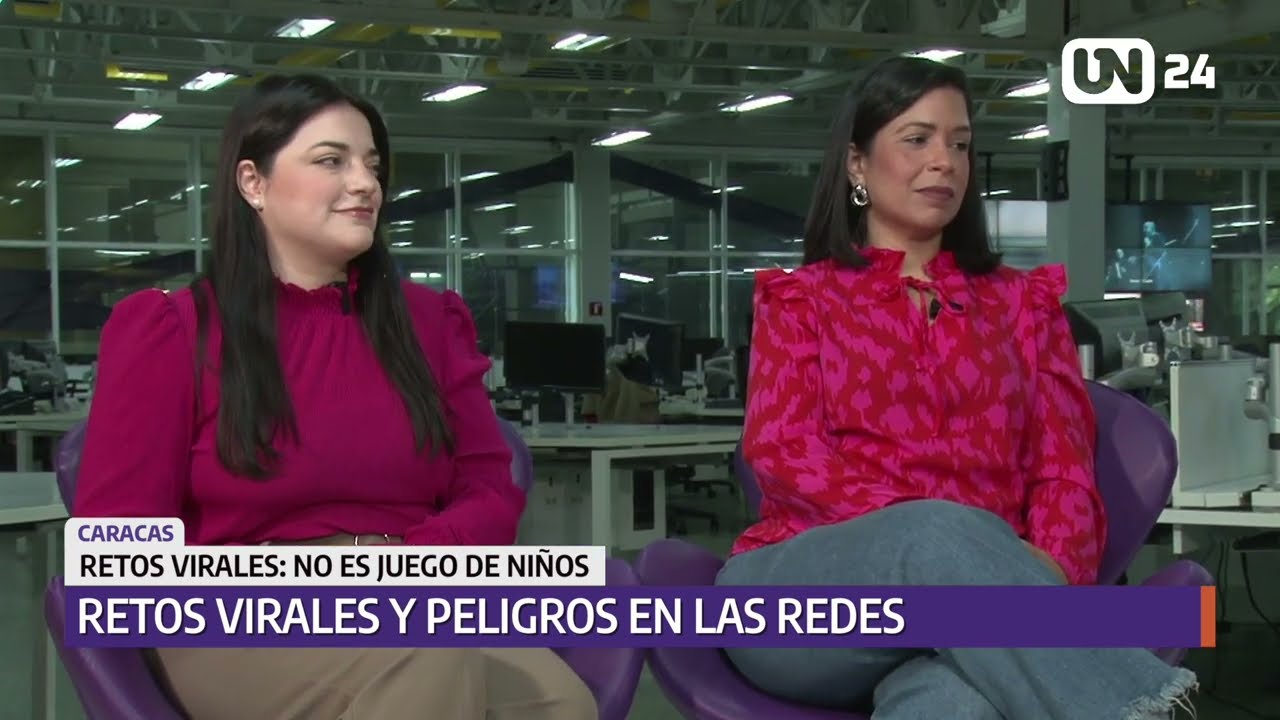 UN 24
CARACAS
RETOS VIRALES: NO ES JUEGO DE NIÑOS
RETOS VIRALES Y PELIGROS EN LAS REDES